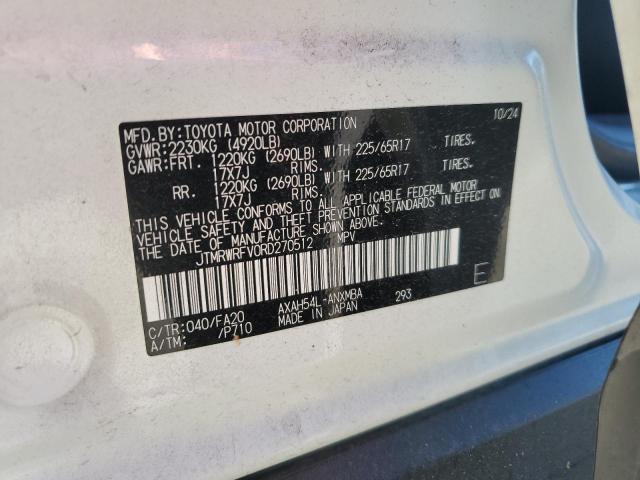 MFD. BY: TOYOTA MOTOR CORPORATION 10/24
GVWR: 2230KG (4920LB)
GAWR: FRT. 1220KG (2690LB) WITH 225/65R17 TIRES.
17X7J RIMS.
RR. 1220KG (2690LB) WITH 225/65R17 TIRES.
17X7J RIMS.
THIS VEHICLE CONFORMS TO ALL APPLICABLE FEDERAL MOTOR
VEHICLE SAFETY AND THEFT PREVENTION STANDARDS IN EFFECT ON
THE DATE OF MANUFACTURE SHOWN ABOVE.
JTMRWRFV0RD270512 MPV
C/TR: 040/FA20 AXAH54L-ANXMBA 293 E
A/TM: /P710 MADE IN JAPAN